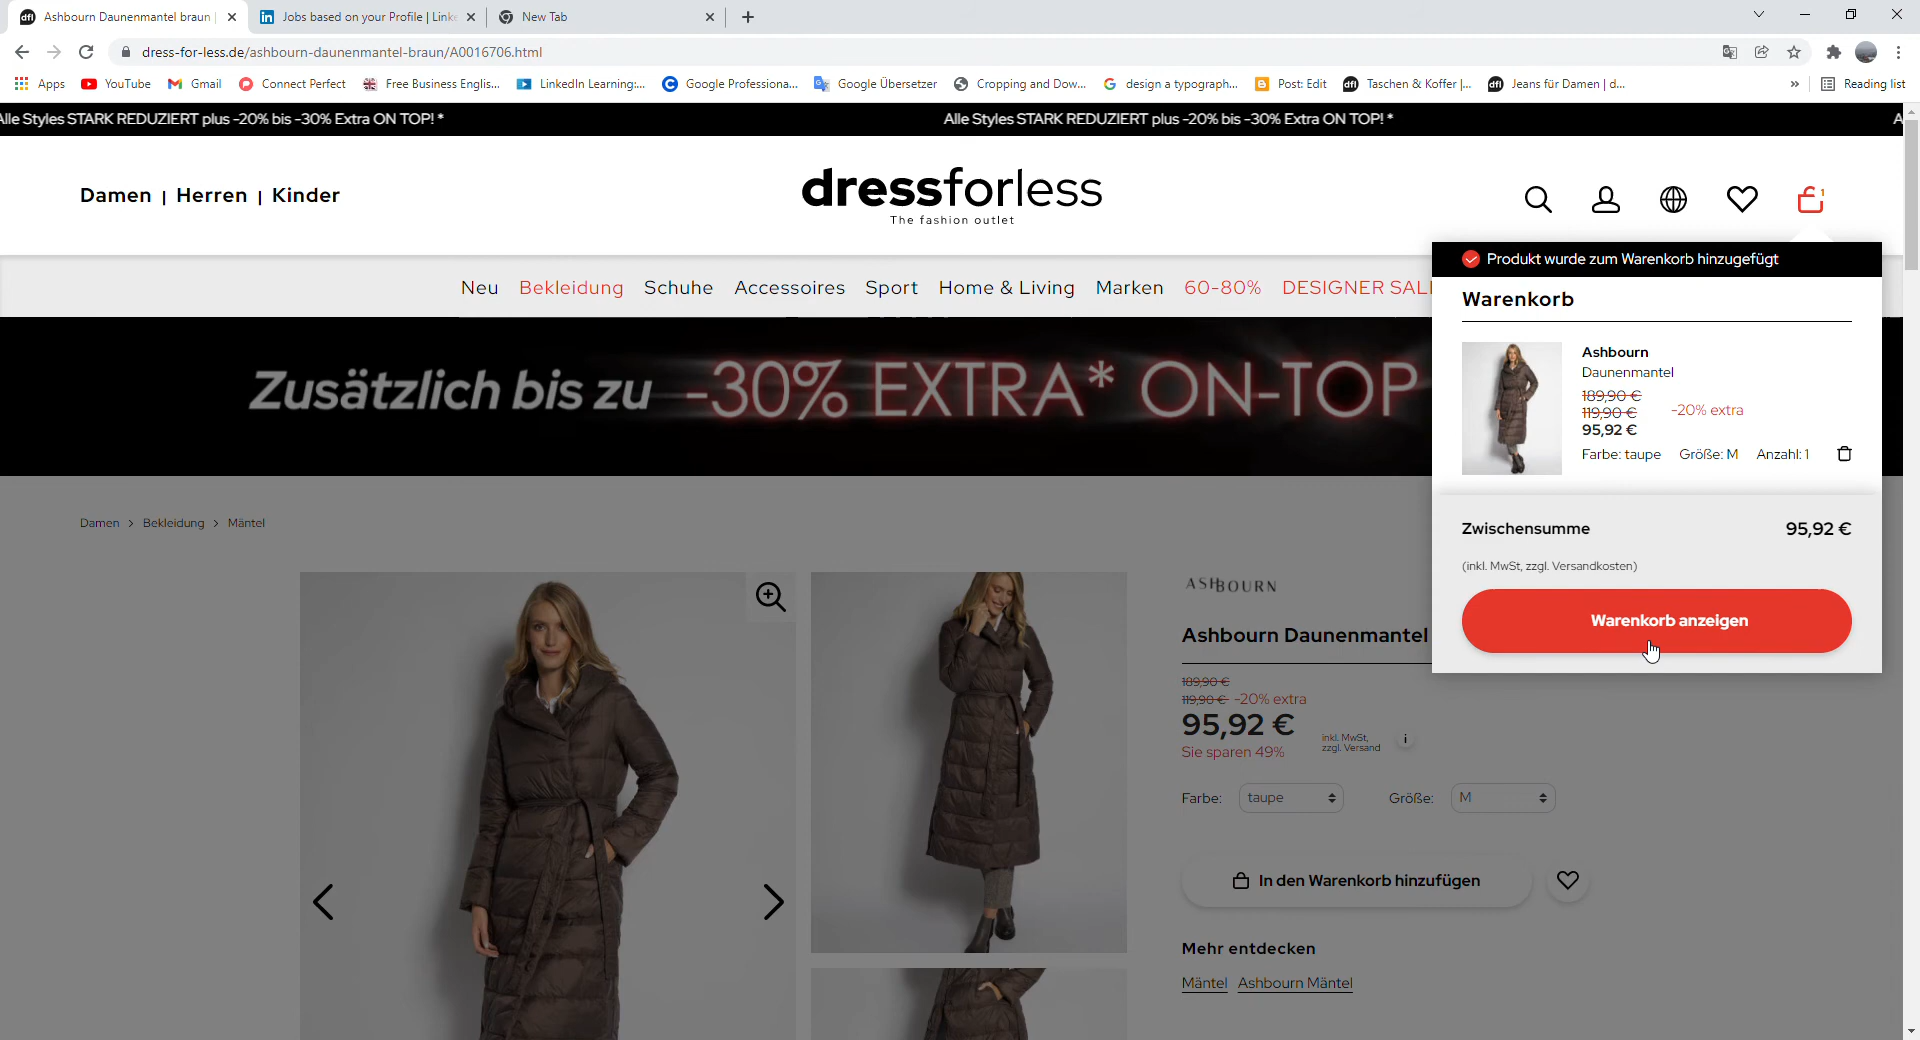 Ashbourn Daunenmantel braun
Jobs based on your Profile | Link
New Tab
dress-for-less.de/ashbourn-daunenmantel-braun/A0016706.html
Apps
YouTube
Gmail
Connect Perfect
Free Business Englis...
LinkedIn Learning:...
Google Professiona...
Google Übersetzer
Cropping and Dow...
design a typograph...
Post: Edit
Taschen & Koffer |...
Jeans für Damen | d...
»
Reading list
Alle Styles STARK REDUZIERT plus -20% bis -30% Extra ON TOP! *
Alle Styles STARK REDUZIERT plus -20% bis -30% Extra ON TOP! *
A
Damen | Herren | Kinder
dressforless
The fashion outlet
1
Neu
Bekleidung
Schuhe
Accessoires
Sport
Home & Living
Marken
60-80%
DESIGNER SAL
Produkt wurde zum Warenkorb hinzugefügt
Warenkorb
Ashbourn
Daunenmantel
189,90 €
119,90 €
-20% extra
95,92 €
Farbe: taupe Größe: M Anzahl: 1
Zwischensumme 95,92 €
(inkl. MwSt, zzgl. Versandkosten)
Warenkorb anzeigen
Zusätzlich bis zu -30% EXTRA* ON-TOP
Damen > Bekleidung > Mäntel
ASHBOURN
Ashbourn Daunenmantel
189,90 €
119,90 € -20% extra
95,92 €
Sie sparen 49%
inkl. MwSt,
zzgl. Versand
i
Farbe: taupe Größe: M
In den Warenkorb hinzufügen
Mehr entdecken
Mäntel Ashbourn Mäntel